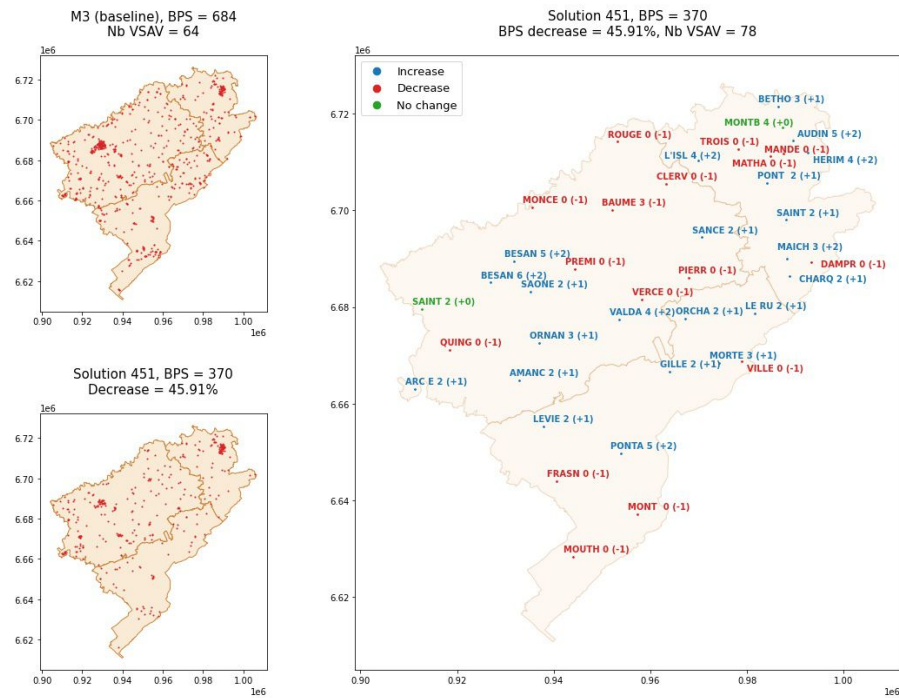 M3 (baseline), BPS = 684
Nb VSAV = 64
1e6
6.72
6.70
6.68
6.66
6.64
6.62
0.90 0.92 0.94 0.96 0.98 1.00
1e6
Solution 451, BPS = 370
Decrease = 45.91%
1e6
6.72
6.70
6.68
6.66
6.64
6.62
0.90 0.92 0.94 0.96 0.98 1.00
1e6
Solution 451, BPS = 370
BPS decrease = 45.91%, Nb VSAV = 78
1e6
Increase
Decrease
No change
6.72
6.70
6.68
6.66
6.64
6.62
BETHO 3 (+1)
MONTB 4 (+0)
AUDIN 5 (+2)
ROUGE 0 (-1)
TROIS 0 (-1)
MANDE 0 (-1)
L'ISL 4 (+2)
MATHA 0 (-1)
HERIM 4 (+2)
CLERV 0 (-1)
PONT 2 (+1)
MONCE 0 (-1)
BAUME 3 (-1)
SAINT 2 (+1)
SANCE 2 (+1)
MAICH 3 (+2)
BESAN 5 (+2)
PREMI 0 (-1)
DAMPR 0 (-1)
BESAN 6 (+2)
PIERR 0 (-1)
CHARQ 2 (+1)
SAONE 2 (+1)
VERCE 0 (-1)
SAINT 2 (+0)
VALDA 4 (+2)
ORCHA 2 (+1)
LE RU 2 (+1)
QUING 0 (-1)
ORNAN 3 (+1)
MORTE 3 (+1)
GILLE 2 (+1)
VILLE 0 (-1)
ARC E 2 (+1)
AMANC 2 (+1)
LEVIE 2 (+1)
PONTA 5 (+2)
FRASN 0 (-1)
MONT 0 (-1)
MOUTH 0 (-1)
0.90 0.92 0.94 0.96 0.98 1.00
1e6